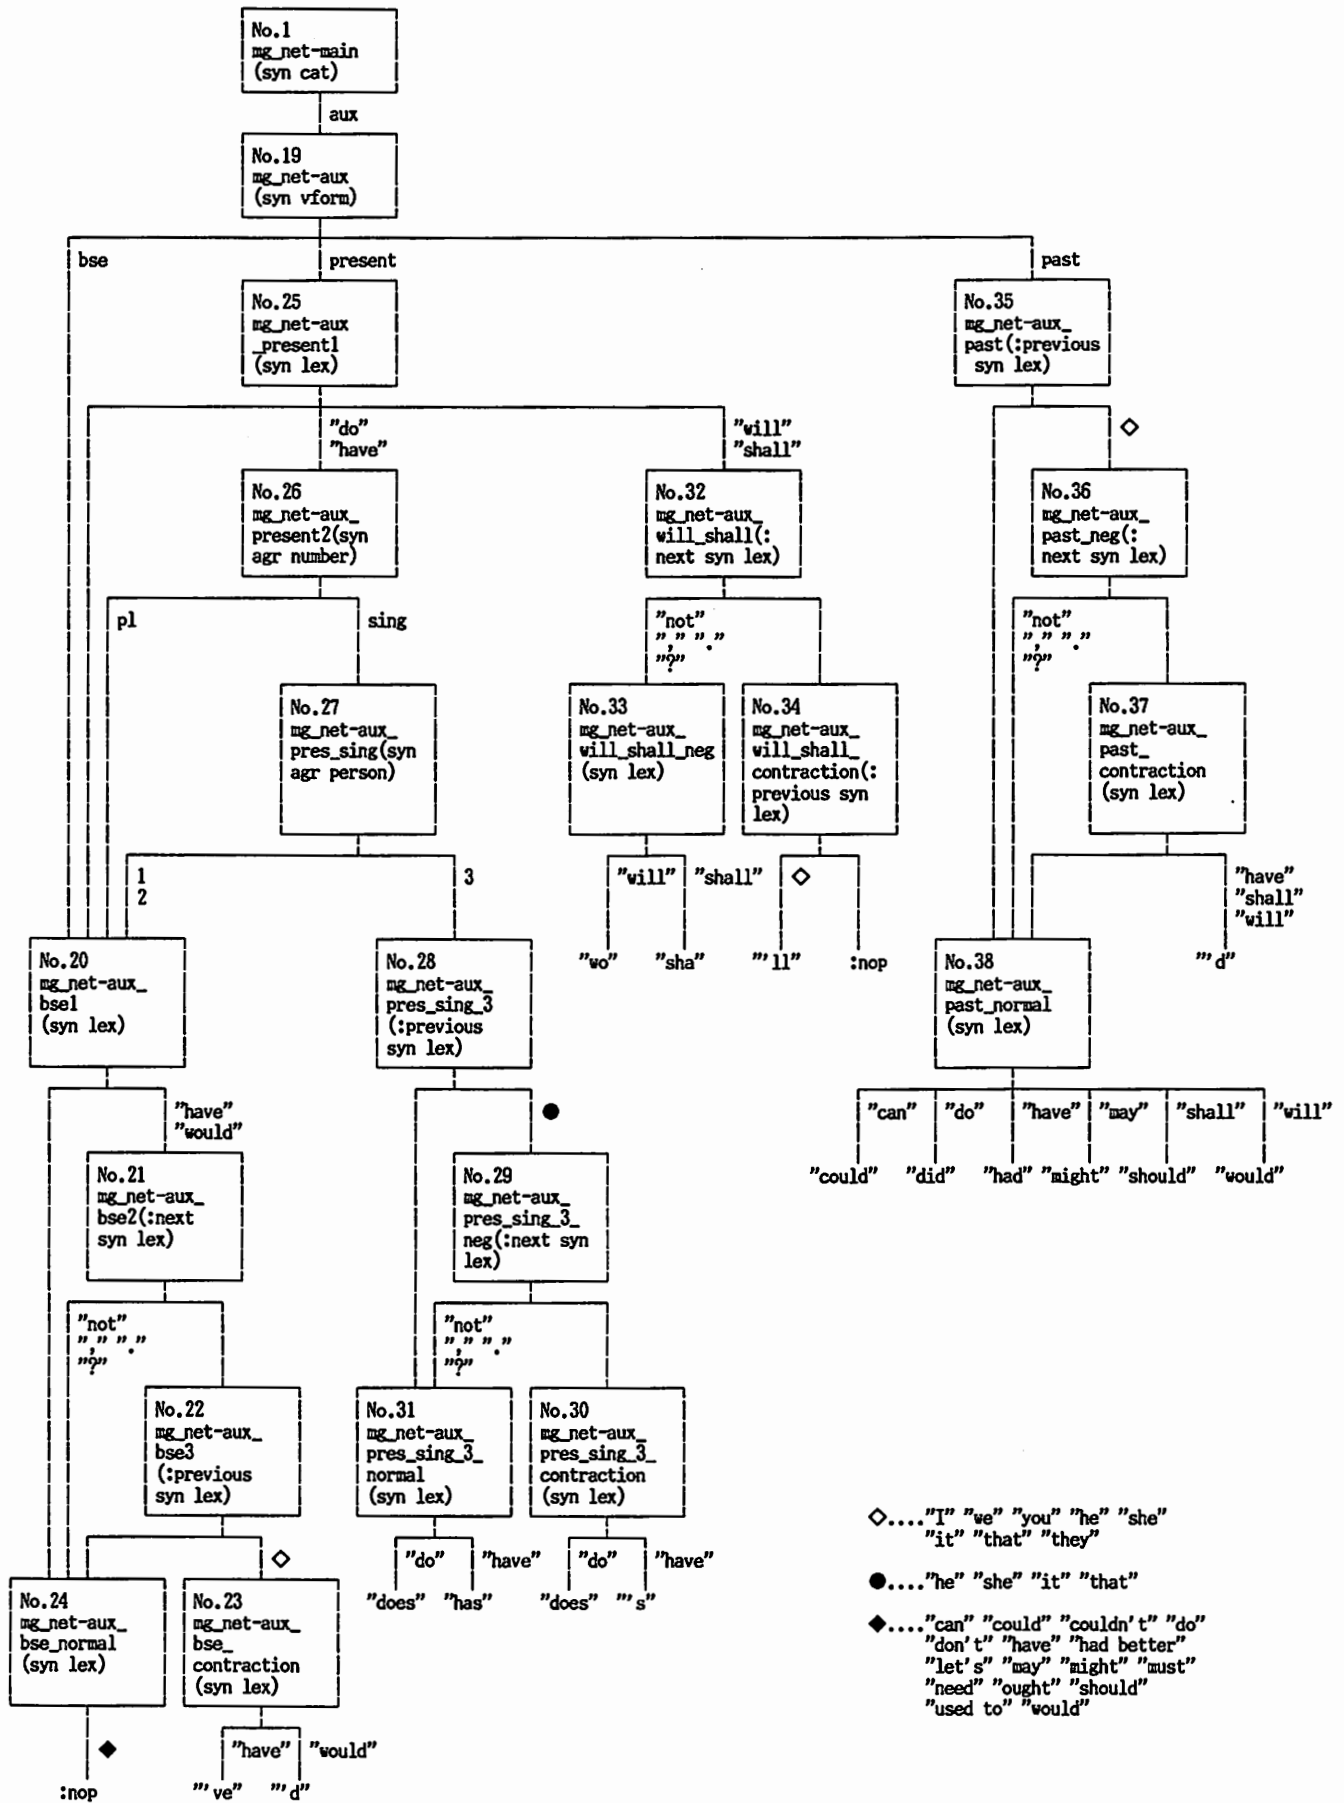 No.1
mg_net-main
(syn cat)
aux
No.19
mg_net-aux
(syn vform)
bse
present
past
No.25
mg_net-aux
_present1
(syn lex)
No.35
mg_net-aux_
past(:previous
syn lex)
"do"
"have"
"will"
"shall"
◇
No.26
mg_net-aux_
present2(syn
agr number)
No.32
mg_net-aux_
will_shall(:
next syn lex)
No.36
mg_net-aux_
past_neg(:
next syn lex)
pl
sing
"not"
"," "."
"?"
"not"
"," "."
"?"
No.27
mg_net-aux_
pres_sing(syn
agr person)
No.33
mg_net-aux_
will_shall_neg
(syn lex)
No.34
mg_net-aux_
will_shall_
contraction(:
previous syn
lex)
No.37
mg_net-aux_
past_
contraction
(syn lex)
1
2
3
"will"
"shall"
◇
"have"
"shall"
"will"
"wo"
"sha"
"'ll"
:nop
"'d"
No.20
mg_net-aux_
bse1
(syn lex)
No.28
mg_net-aux_
pres_sing_3
(:previous
syn lex)
No.38
mg_net-aux_
past_normal
(syn lex)
"have"
"would"
●
"can"
"do"
"have"
"may"
"shall"
"will"
"could"
"did"
"had"
"might"
"should"
"would"
No.21
mg_net-aux_
bse2(:next
syn lex)
No.29
mg_net-aux_
pres_sing_3_
neg(:next syn
lex)
"not"
"," "."
"?"
"not"
"," "."
"?"
No.22
mg_net-aux_
bse3
(:previous
syn lex)
No.31
mg_net-aux_
pres_sing_3_
normal
(syn lex)
No.30
mg_net-aux_
pres_sing_3_
contraction
(syn lex)
◇
"do"
"have"
"do"
"have"
"does"
"has"
"does"
"'s"
No.24
mg_net-aux_
bse_normal
(syn lex)
No.23
mg_net-aux_
bse_
contraction
(syn lex)
◆
"have"
"would"
:nop
"'ve"
"'d"
◇...."I" "we" "you" "he" "she"
"it" "that" "they"
●...."he" "she" "it" "that"
◆...."can" "could" "couldn't" "do"
"don't" "have" "had better"
"let's" "may" "might" "must"
"need" "ought" "should"
"used to" "would"